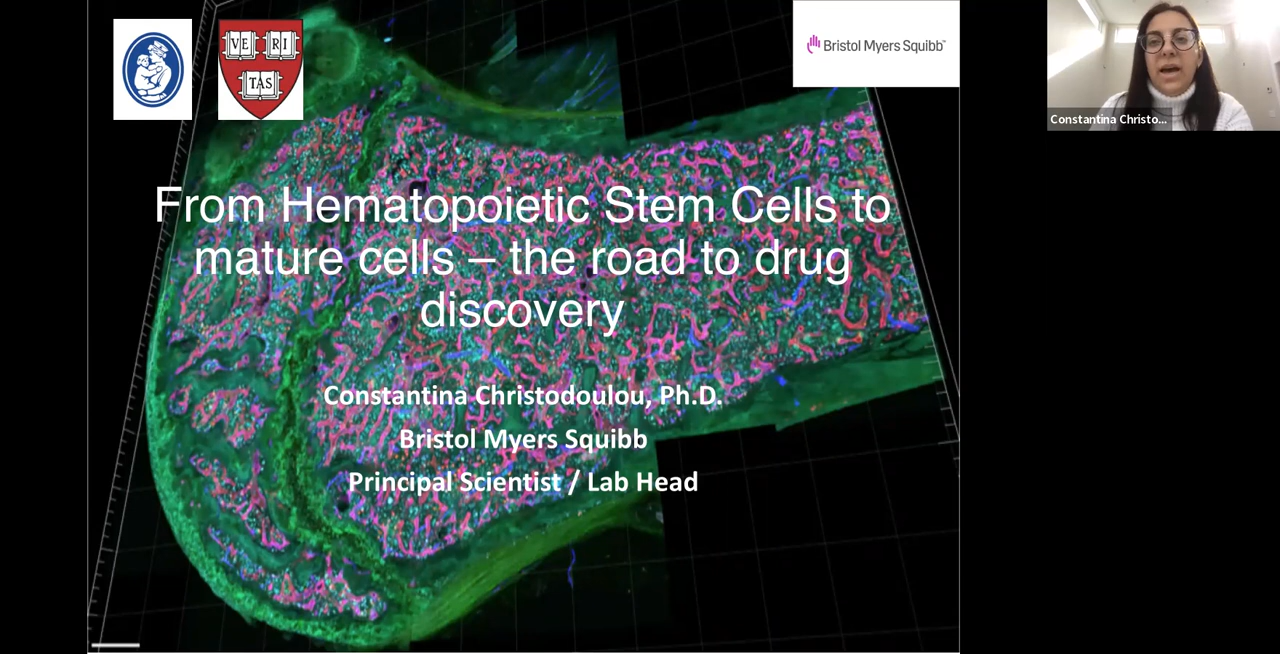 VE RI
TAS
Bristol Myers Squibb™
Constantina Christo...
From Hematopoietic Stem Cells to
mature cells – the road to drug
discovery
Constantina Christodoulou, Ph.D.
Bristol Myers Squibb
Principal Scientist / Lab Head